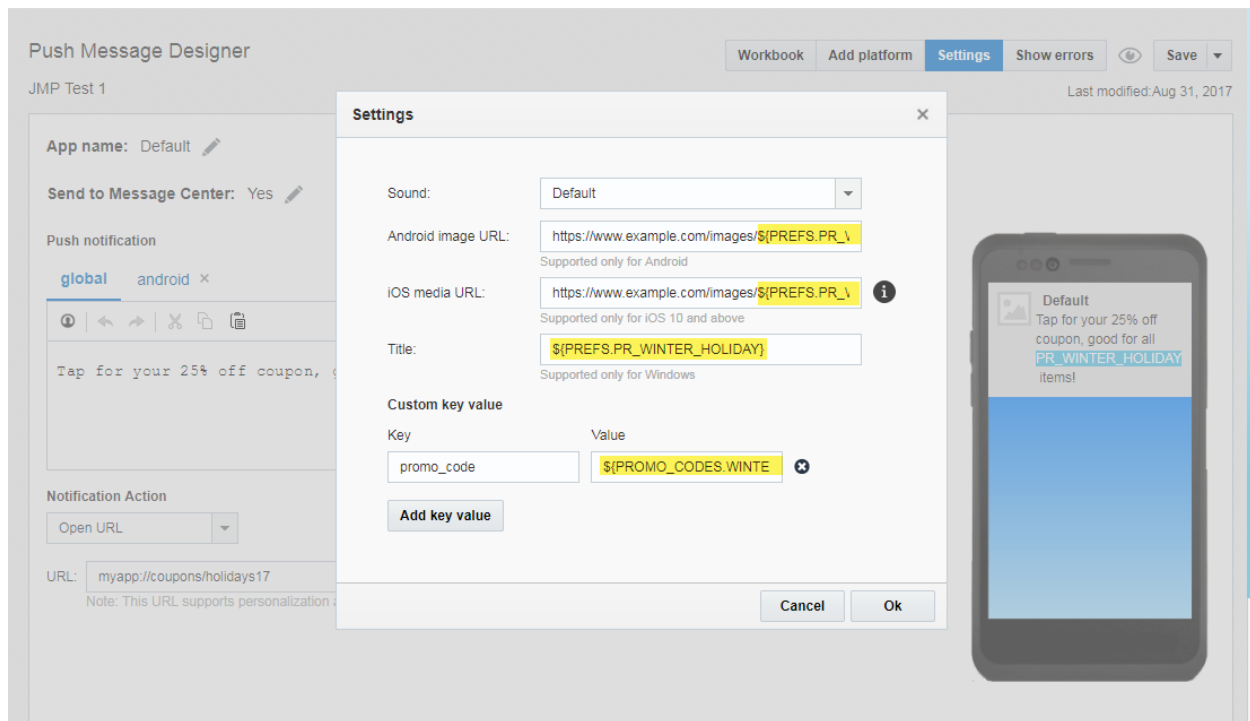 Push Message Designer
Workbook Add platform Settings Show errors Save
JMP Test 1
Last modified:Aug 31, 2017
App name: Default
Send to Message Center: Yes
Push notification
global android ×
Tap for your 25% off coupon,
Notification Action
Open URL
URL: myapp://coupons/holidays17
Note: This URL supports personalization
Settings ×
Sound: Default
Android image URL: https://www.example.com/images/${PREFS.PR_
Supported only for Android
iOS media URL: https://www.example.com/images/${PREFS.PR_
Supported only for iOS 10 and above
Title: ${PREFS.PR_WINTER_HOLIDAY}
Supported only for Windows
Custom key value
Key Value
promo_code ${PROMO_CODES.WINTE
Add key value
Cancel Ok
Default
Tap for your 25% off
coupon, good for all
PR_WINTER_HOLIDAY
items!